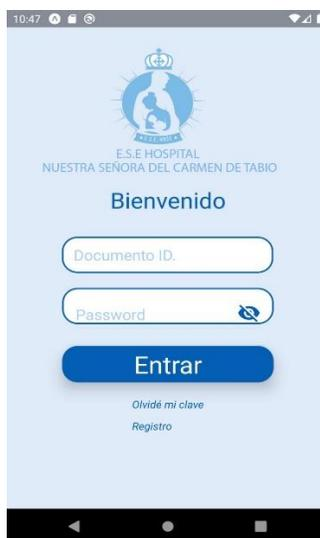 10:47
E.S.E HOSPITAL
NUESTRA SEÑORA DEL CARMEN DE TABIO
Bienvenido
Documento ID.
Password
Entrar
Olvidé mi clave
Registro